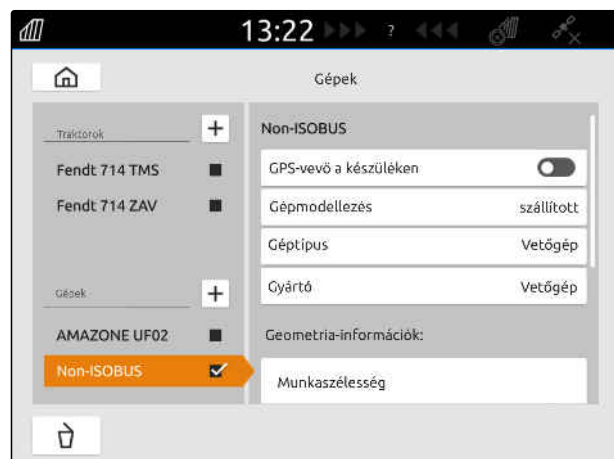 13:22
?
Gépek
Traktorok
Fendt 714 TMS
Fendt 714 ZAV
Gépek
AMAZONE UF02
Non-ISOBUS
Non-ISOBUS
GPS-vevő a készüléken
Gépmodellezés szállított
Géptípus Vetőgép
Gyártó Vetőgép
Geometria-információk:
Munkaszélesség